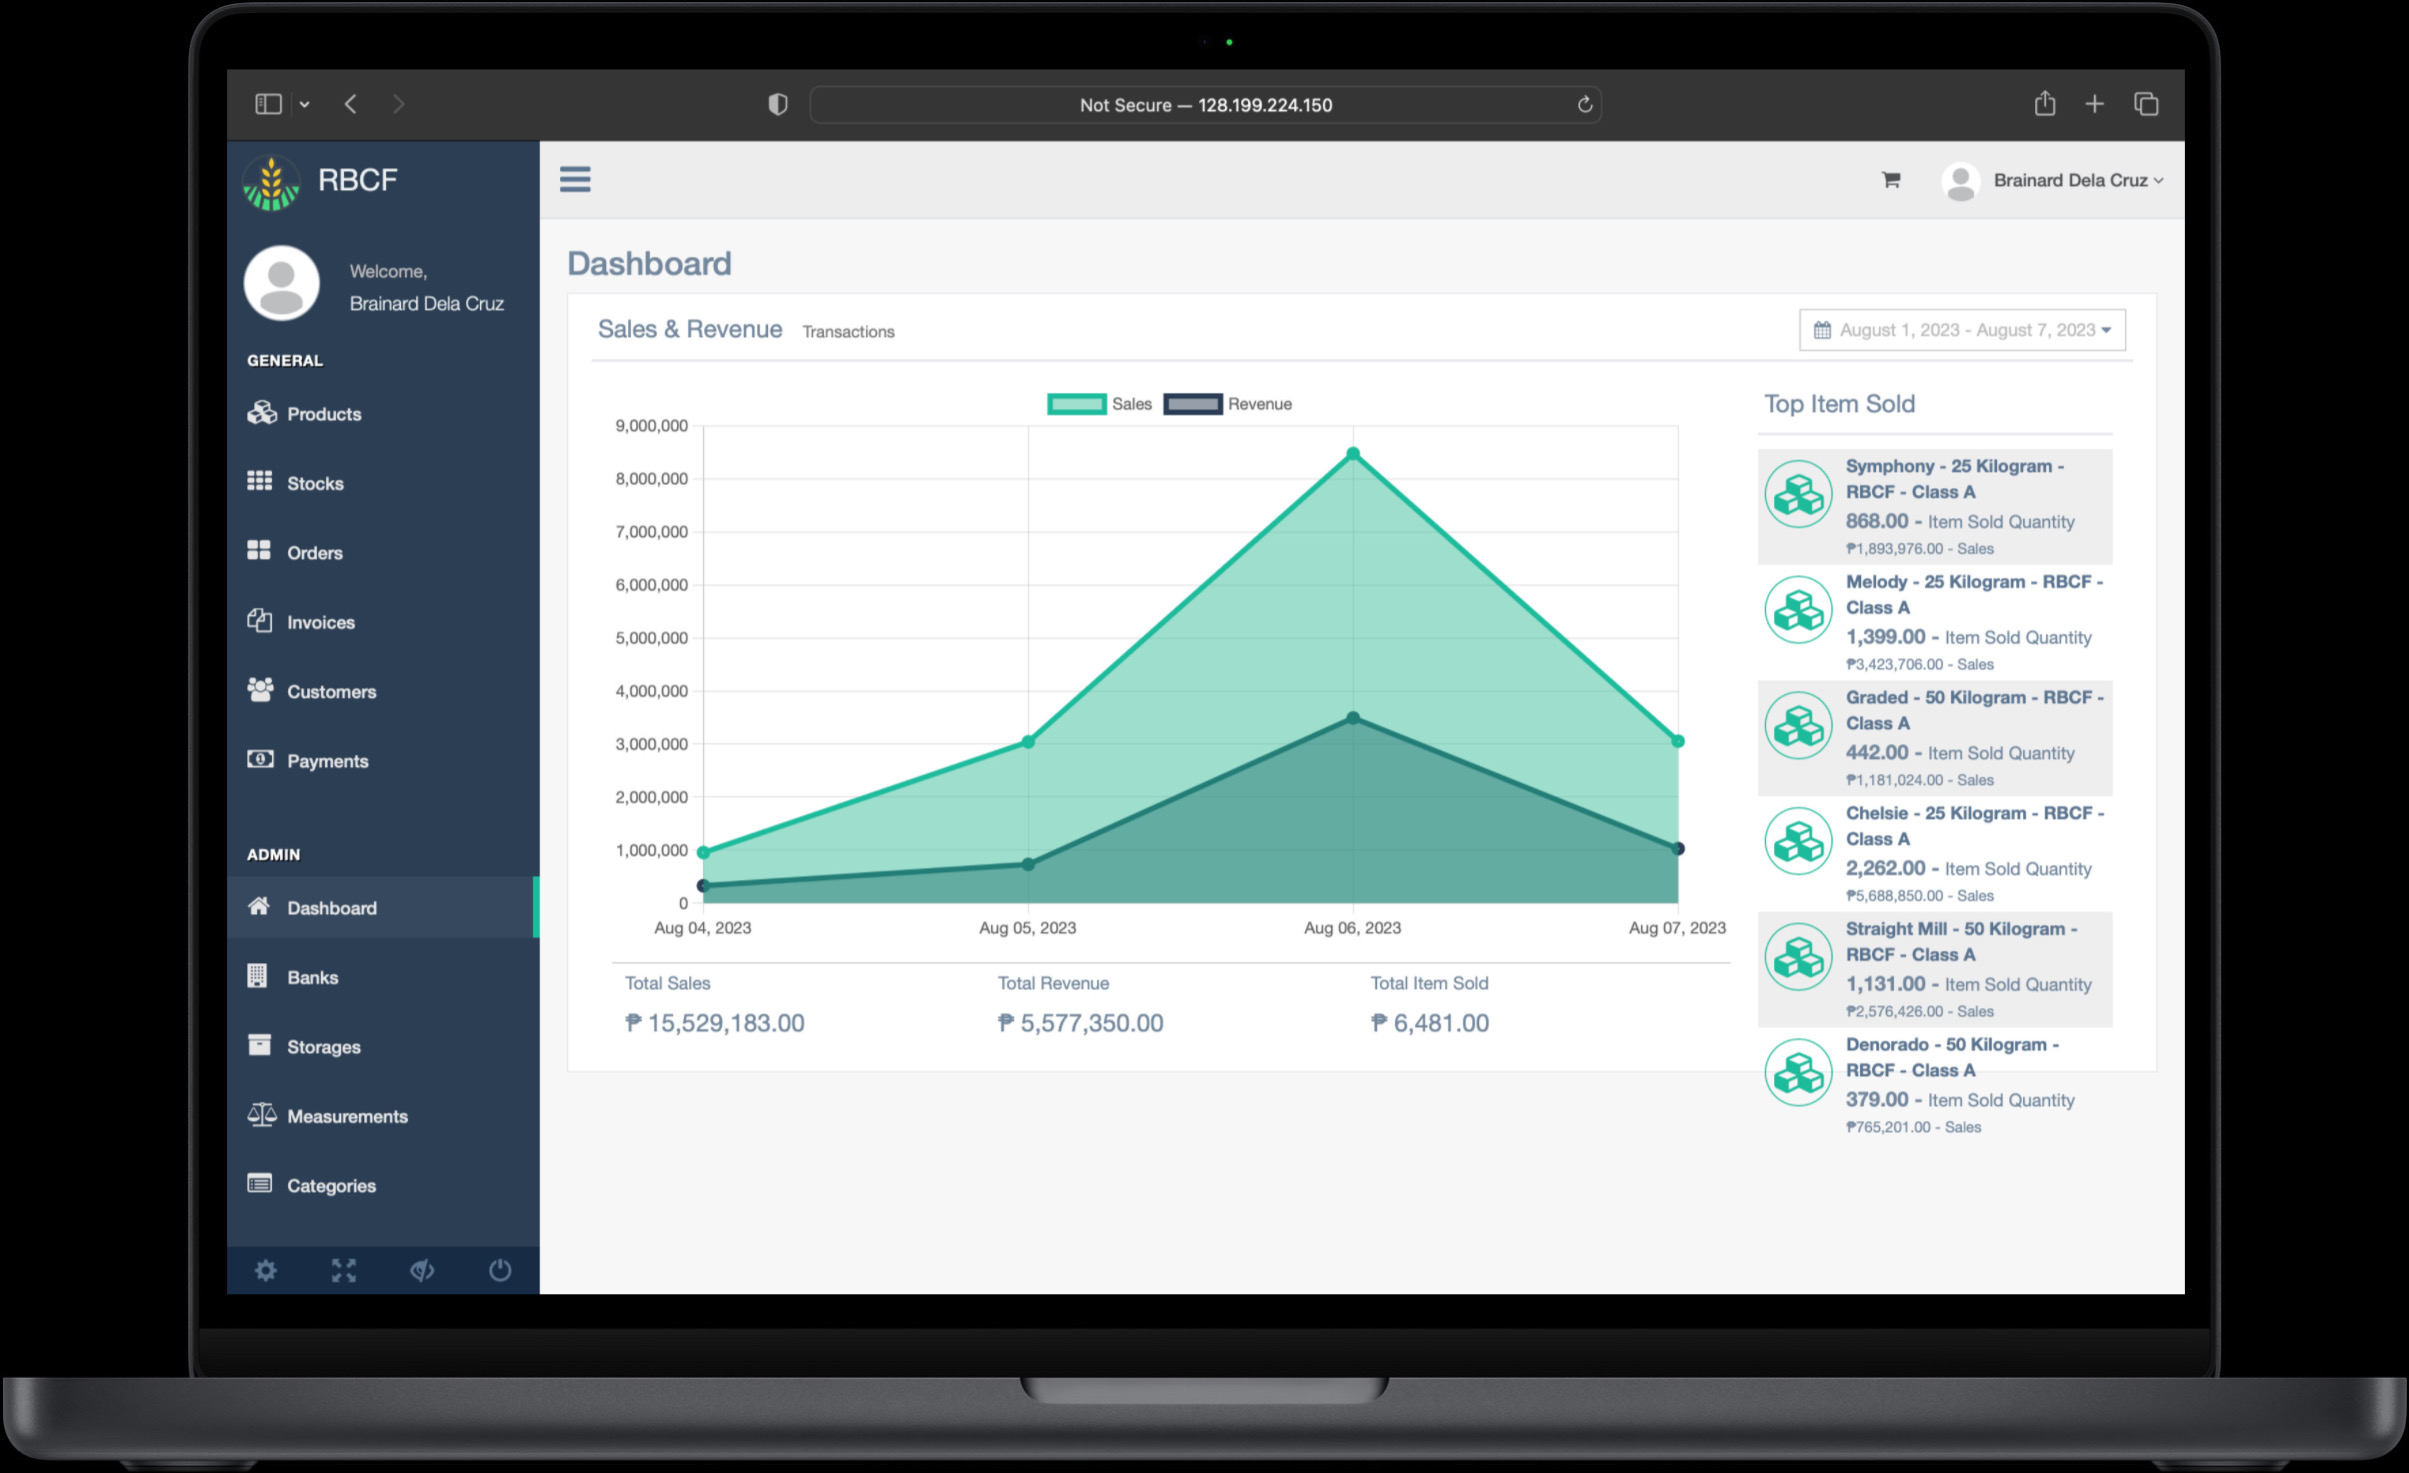 Not Secure — 128.199.224.150
RBCF
Brainard Dela Cruz
Welcome,
Brainard Dela Cruz
GENERAL
Products
Stocks
Orders
Invoices
Customers
Payments
ADMIN
Dashboard
Banks
Storages
Measurements
Categories
Dashboard
Sales & Revenue Transactions
August 1, 2023 - August 7, 2023
Sales Revenue
9,000,000
8,000,000
7,000,000
6,000,000
5,000,000
4,000,000
3,000,000
2,000,000
1,000,000
0
Aug 04, 2023 Aug 05, 2023 Aug 06, 2023 Aug 07, 2023
Total Sales
₱ 15,529,183.00
Total Revenue
₱ 5,577,350.00
Total Item Sold
₱ 6,481.00
Top Item Sold
Symphony - 25 Kilogram -
RBCF - Class A
868.00 - Item Sold Quantity
₱1,893,976.00 - Sales
Melody - 25 Kilogram - RBCF -
Class A
1,399.00 - Item Sold Quantity
₱3,423,706.00 - Sales
Graded - 50 Kilogram - RBCF -
Class A
442.00 - Item Sold Quantity
₱1,181,024.00 - Sales
Chelsie - 25 Kilogram - RBCF -
Class A
2,262.00 - Item Sold Quantity
₱5,688,850.00 - Sales
Straight Mill - 50 Kilogram -
RBCF - Class A
1,131.00 - Item Sold Quantity
₱2,576,426.00 - Sales
Denorado - 50 Kilogram -
RBCF - Class A
379.00 - Item Sold Quantity
₱765,201.00 - Sales